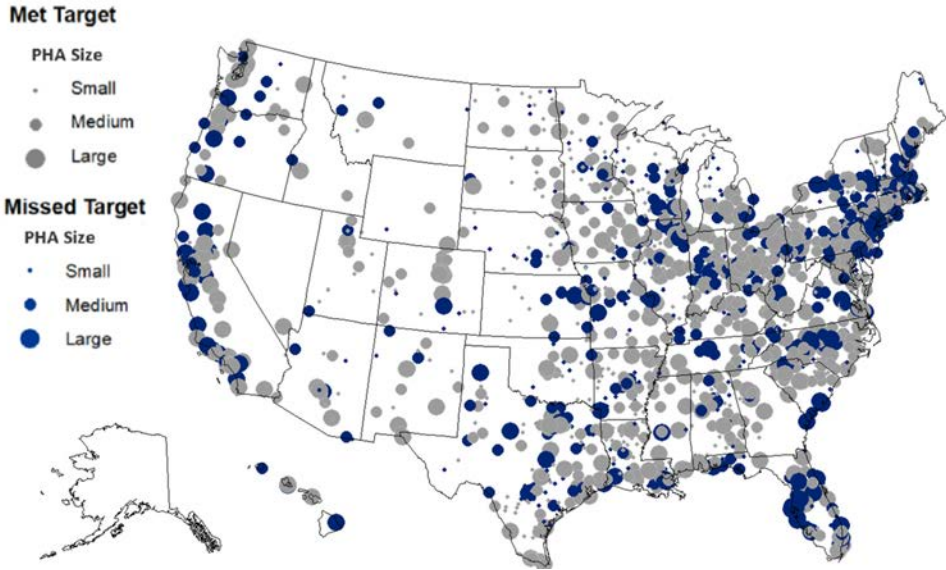 Met Target
PHA Size
Small
Medium
Large
Missed Target
PHA Size
Small
Medium
Large